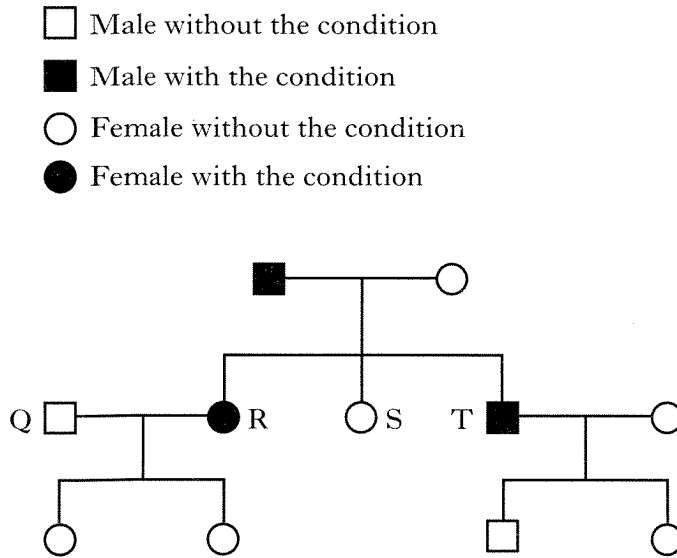 Male without the condition
Male with the condition
Female without the condition
Female with the condition
Q R S T